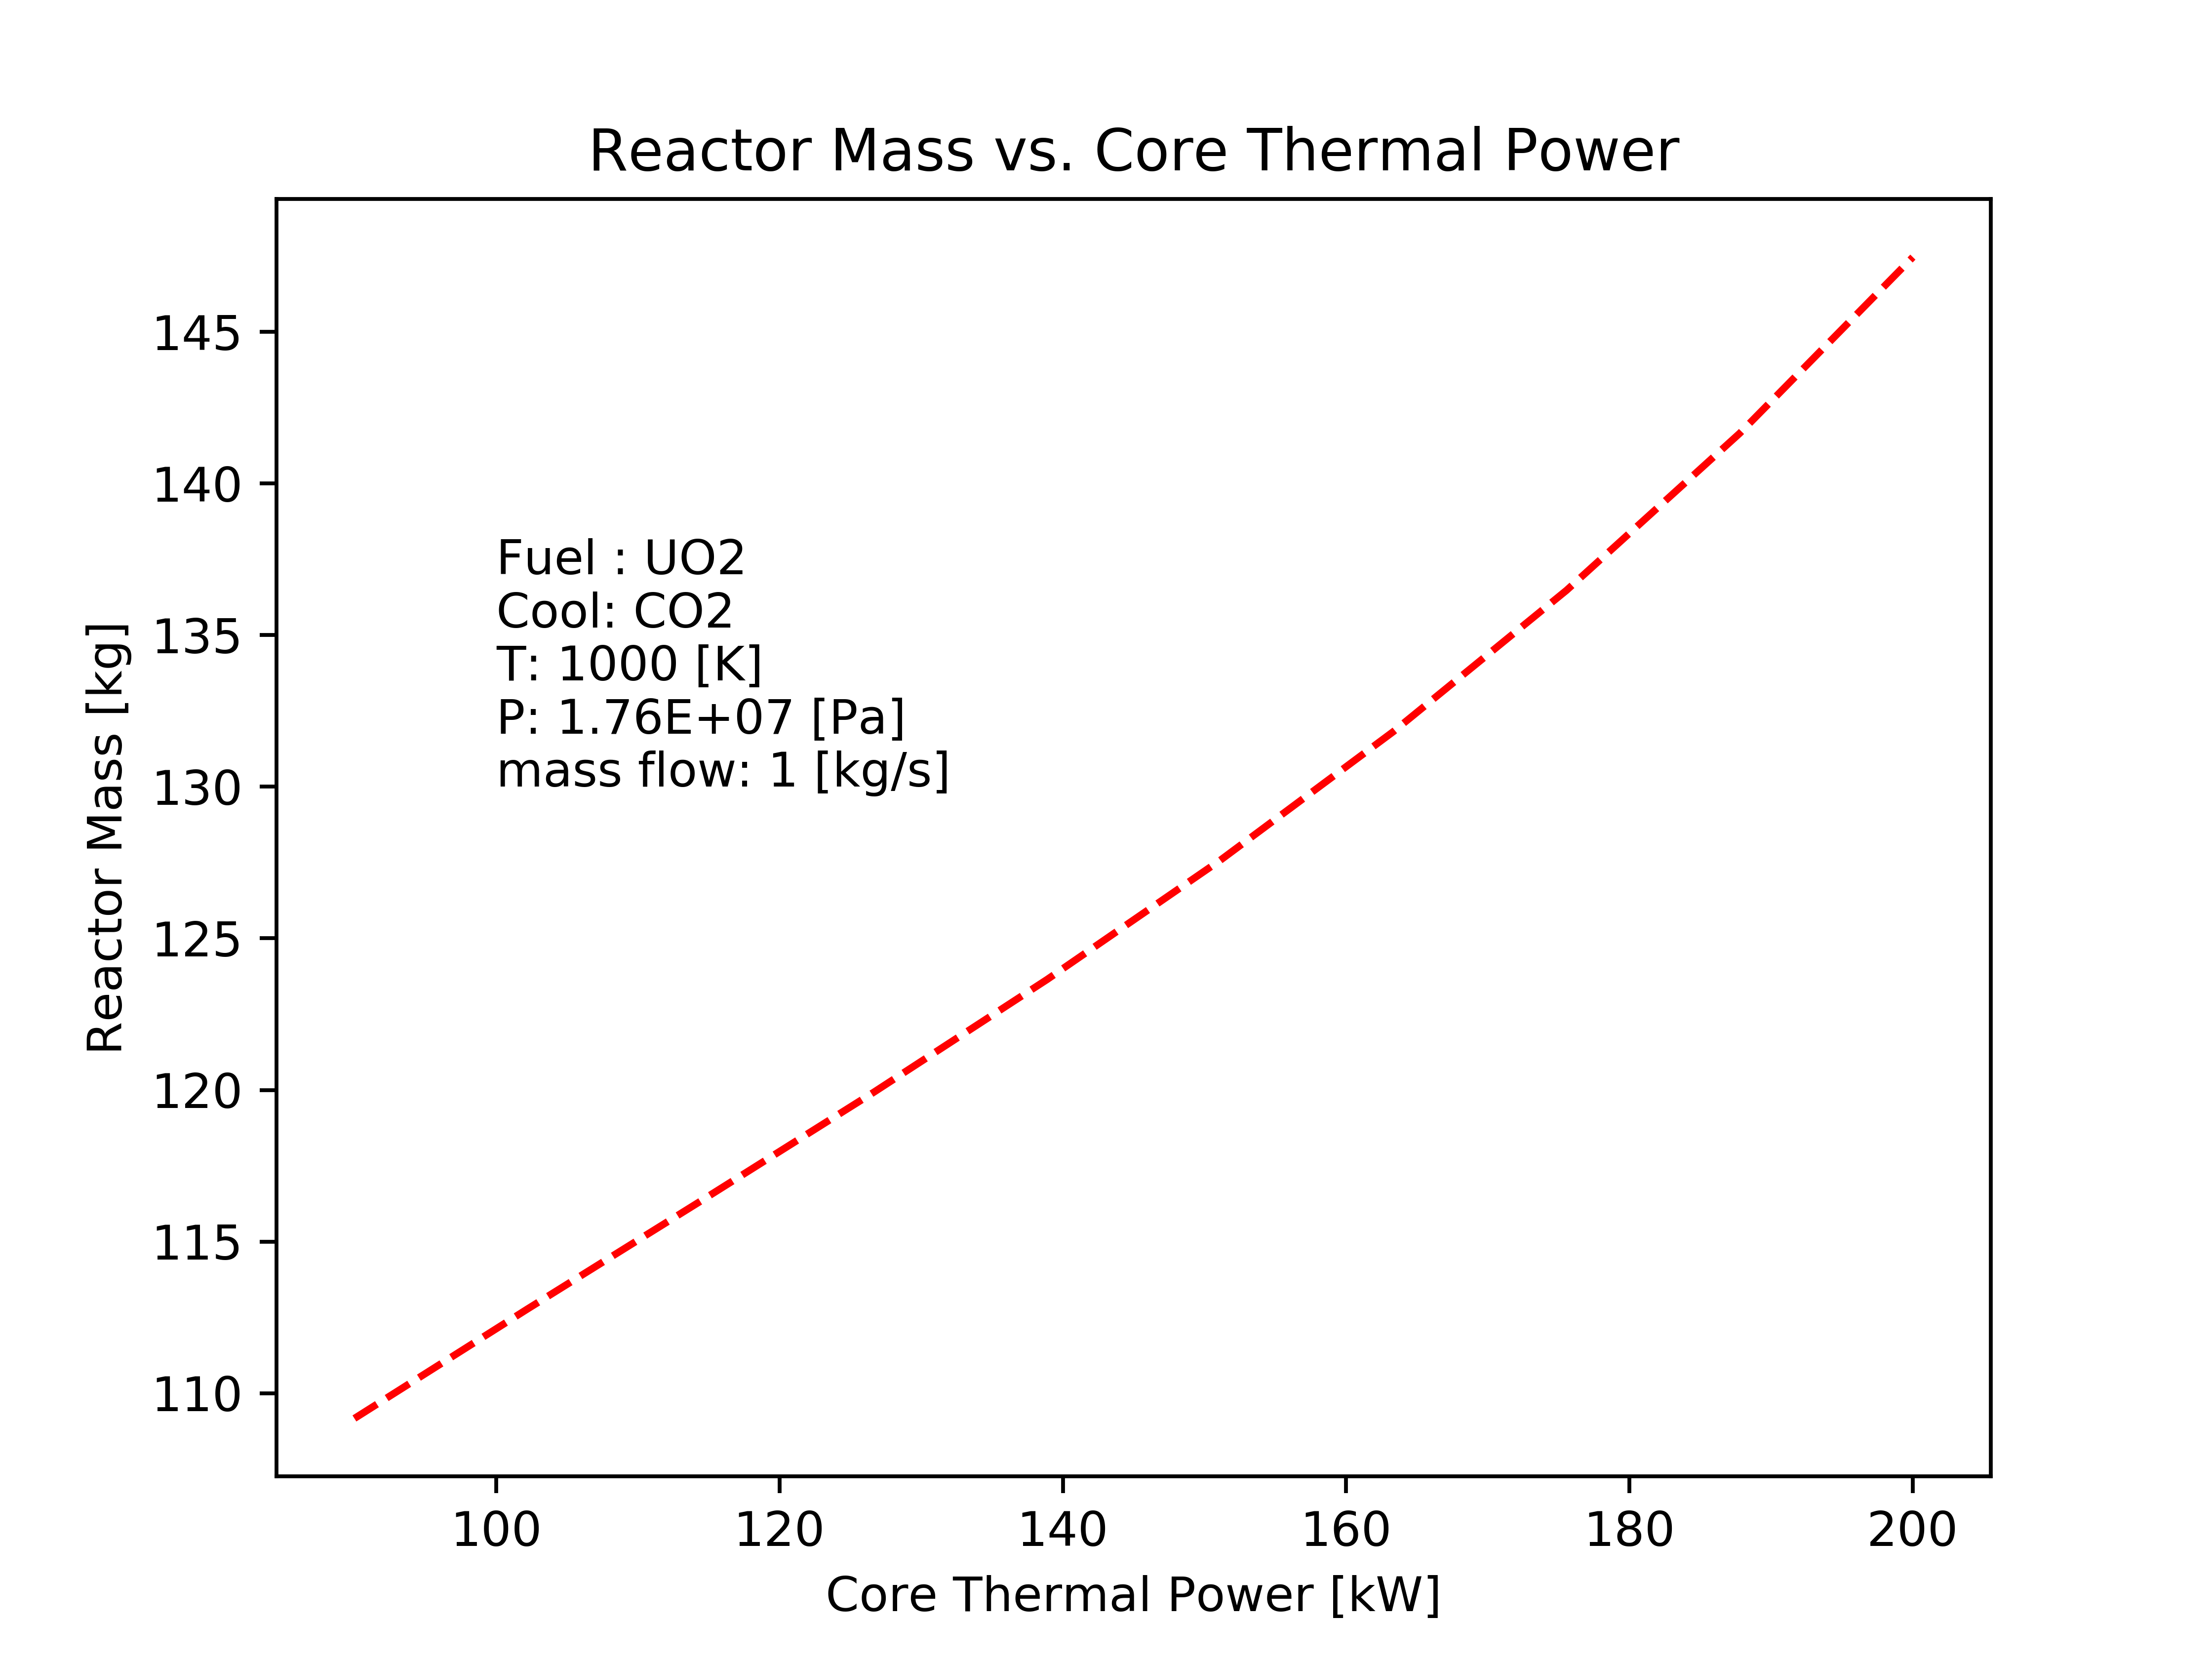 Reactor Mass vs. Core Thermal Power
145
140
135
130
125
120
115
110
Reactor Mass [kg]
Fuel : UO2
Cool: CO2
T: 1000 [K]
P: 1.76E+07 [Pa]
mass flow: 1 [kg/s]
100 120 140 160 180 200
Core Thermal Power [kW]